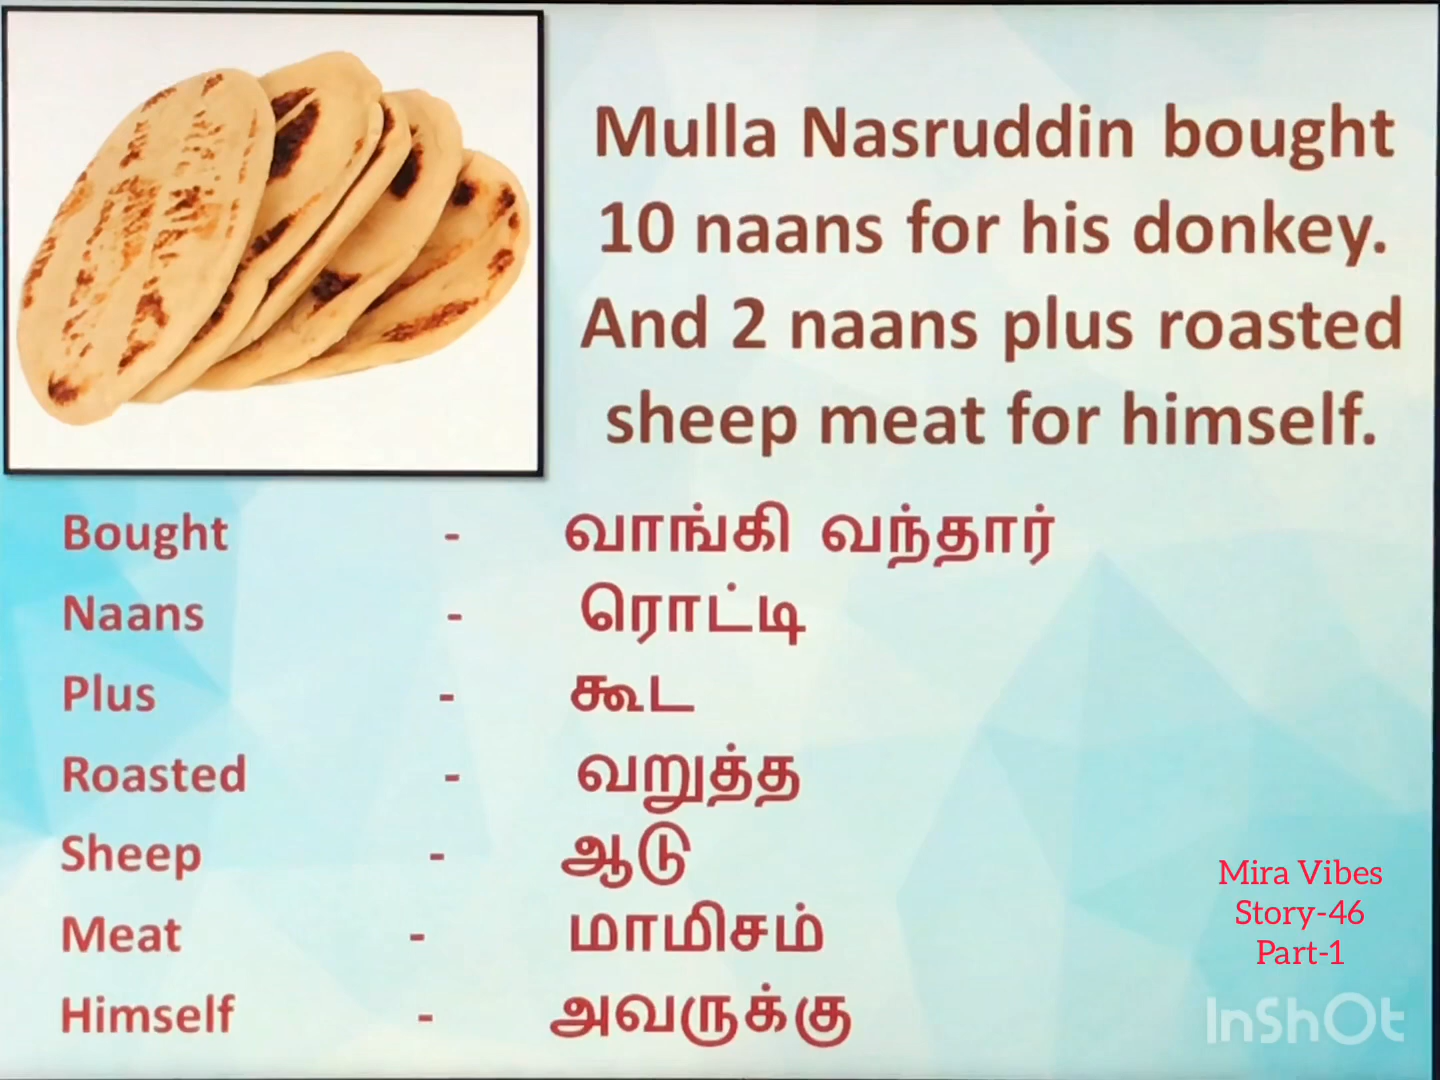 Mulla Nasruddin bought
10 naans for his donkey.
And 2 naans plus roasted
sheep meat for himself.
Bought - வாங்கி வந்தார்
Naans - ரொட்டி
Plus - கூட
Roasted - வறுத்த
Sheep - ஆடு
Meat - மாமிசம்
Himself - அவருக்கு
Mira Vibes
Story-46
Part-1
InShOt